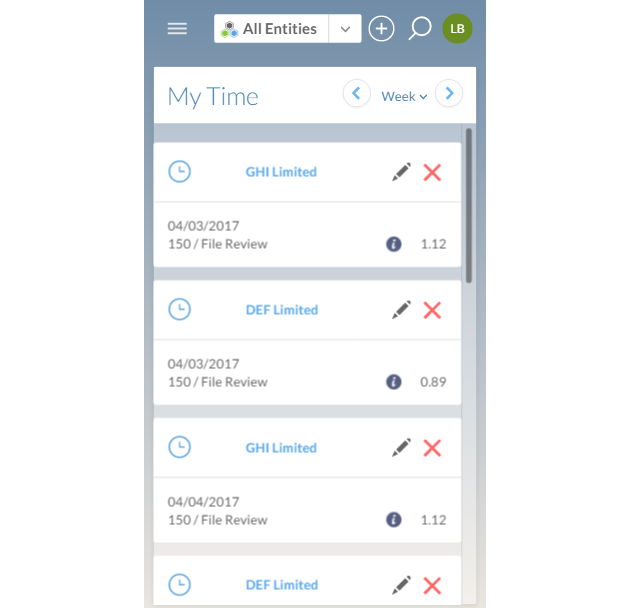 All Entities
LB
My Time
Week
GHI Limited
04/03/2017
150 / File Review
i 1.12
DEF Limited
04/03/2017
150 / File Review
i 0.89
GHI Limited
04/04/2017
150 / File Review
i 1.12
DEF Limited